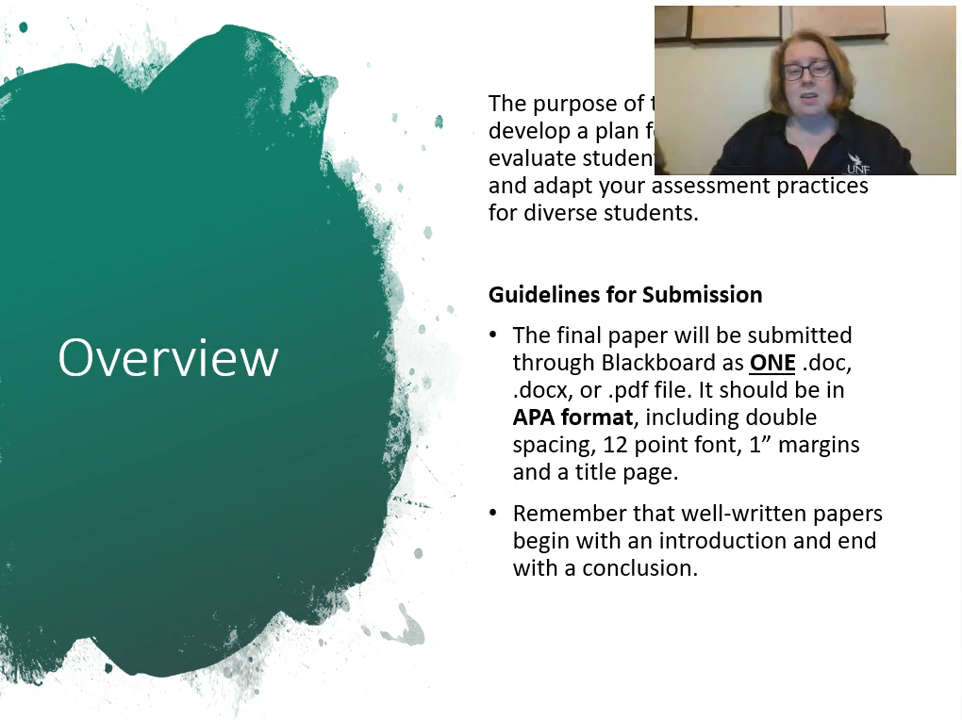 Overview
The purpose of
develop a plan
evaluate studen
and adapt your assessment practices
for diverse students.
Guidelines for Submission
• The final paper will be submitted
through Blackboard as ONE .doc,
.docx, or .pdf file. It should be in
APA format, including double
spacing, 12 point font, 1” margins
and a title page.
• Remember that well-written papers
begin with an introduction and end
with a conclusion.
UNF